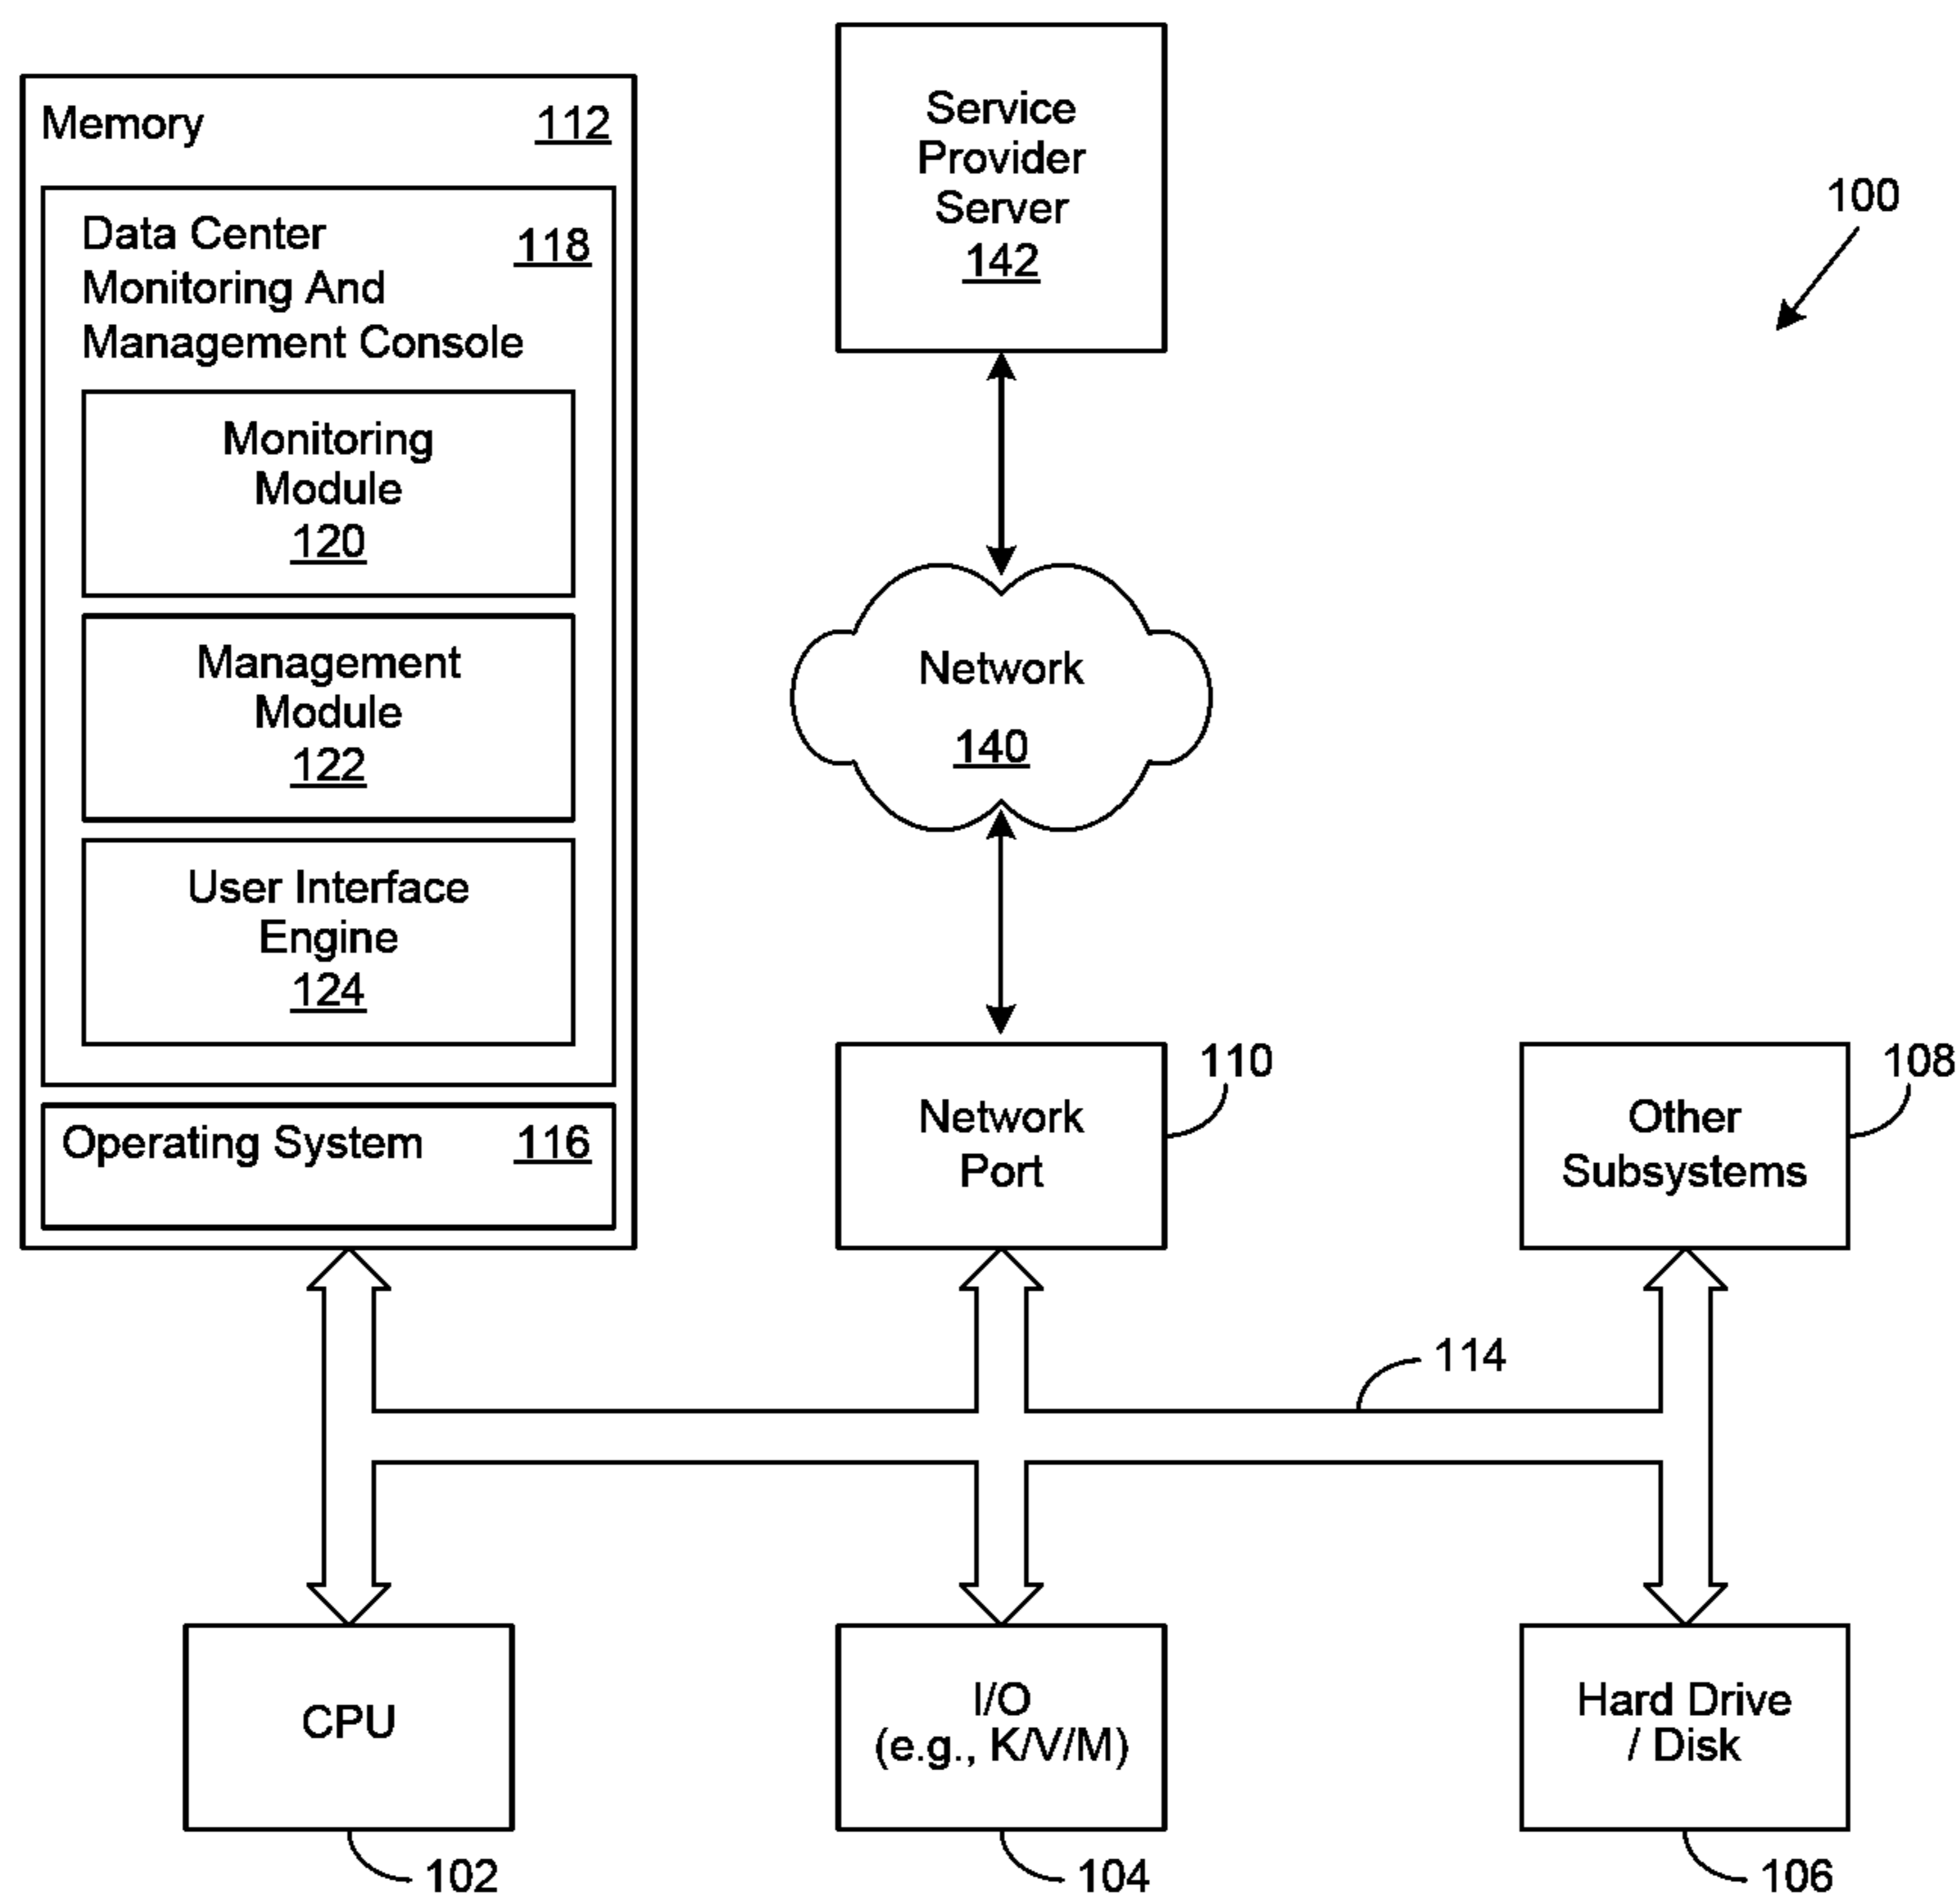 Memory 112
Data Center 118
Monitoring And
Management Console
Monitoring
Module
120
Management
Module
122
User Interface
Engine
124
Operating System 116
Service
Provider
Server
142
100
Network
140
Network
Port
110
Other
Subsystems
108
114
CPU
102
I/O
(e.g., K/V/M)
104
Hard Drive
/ Disk
106